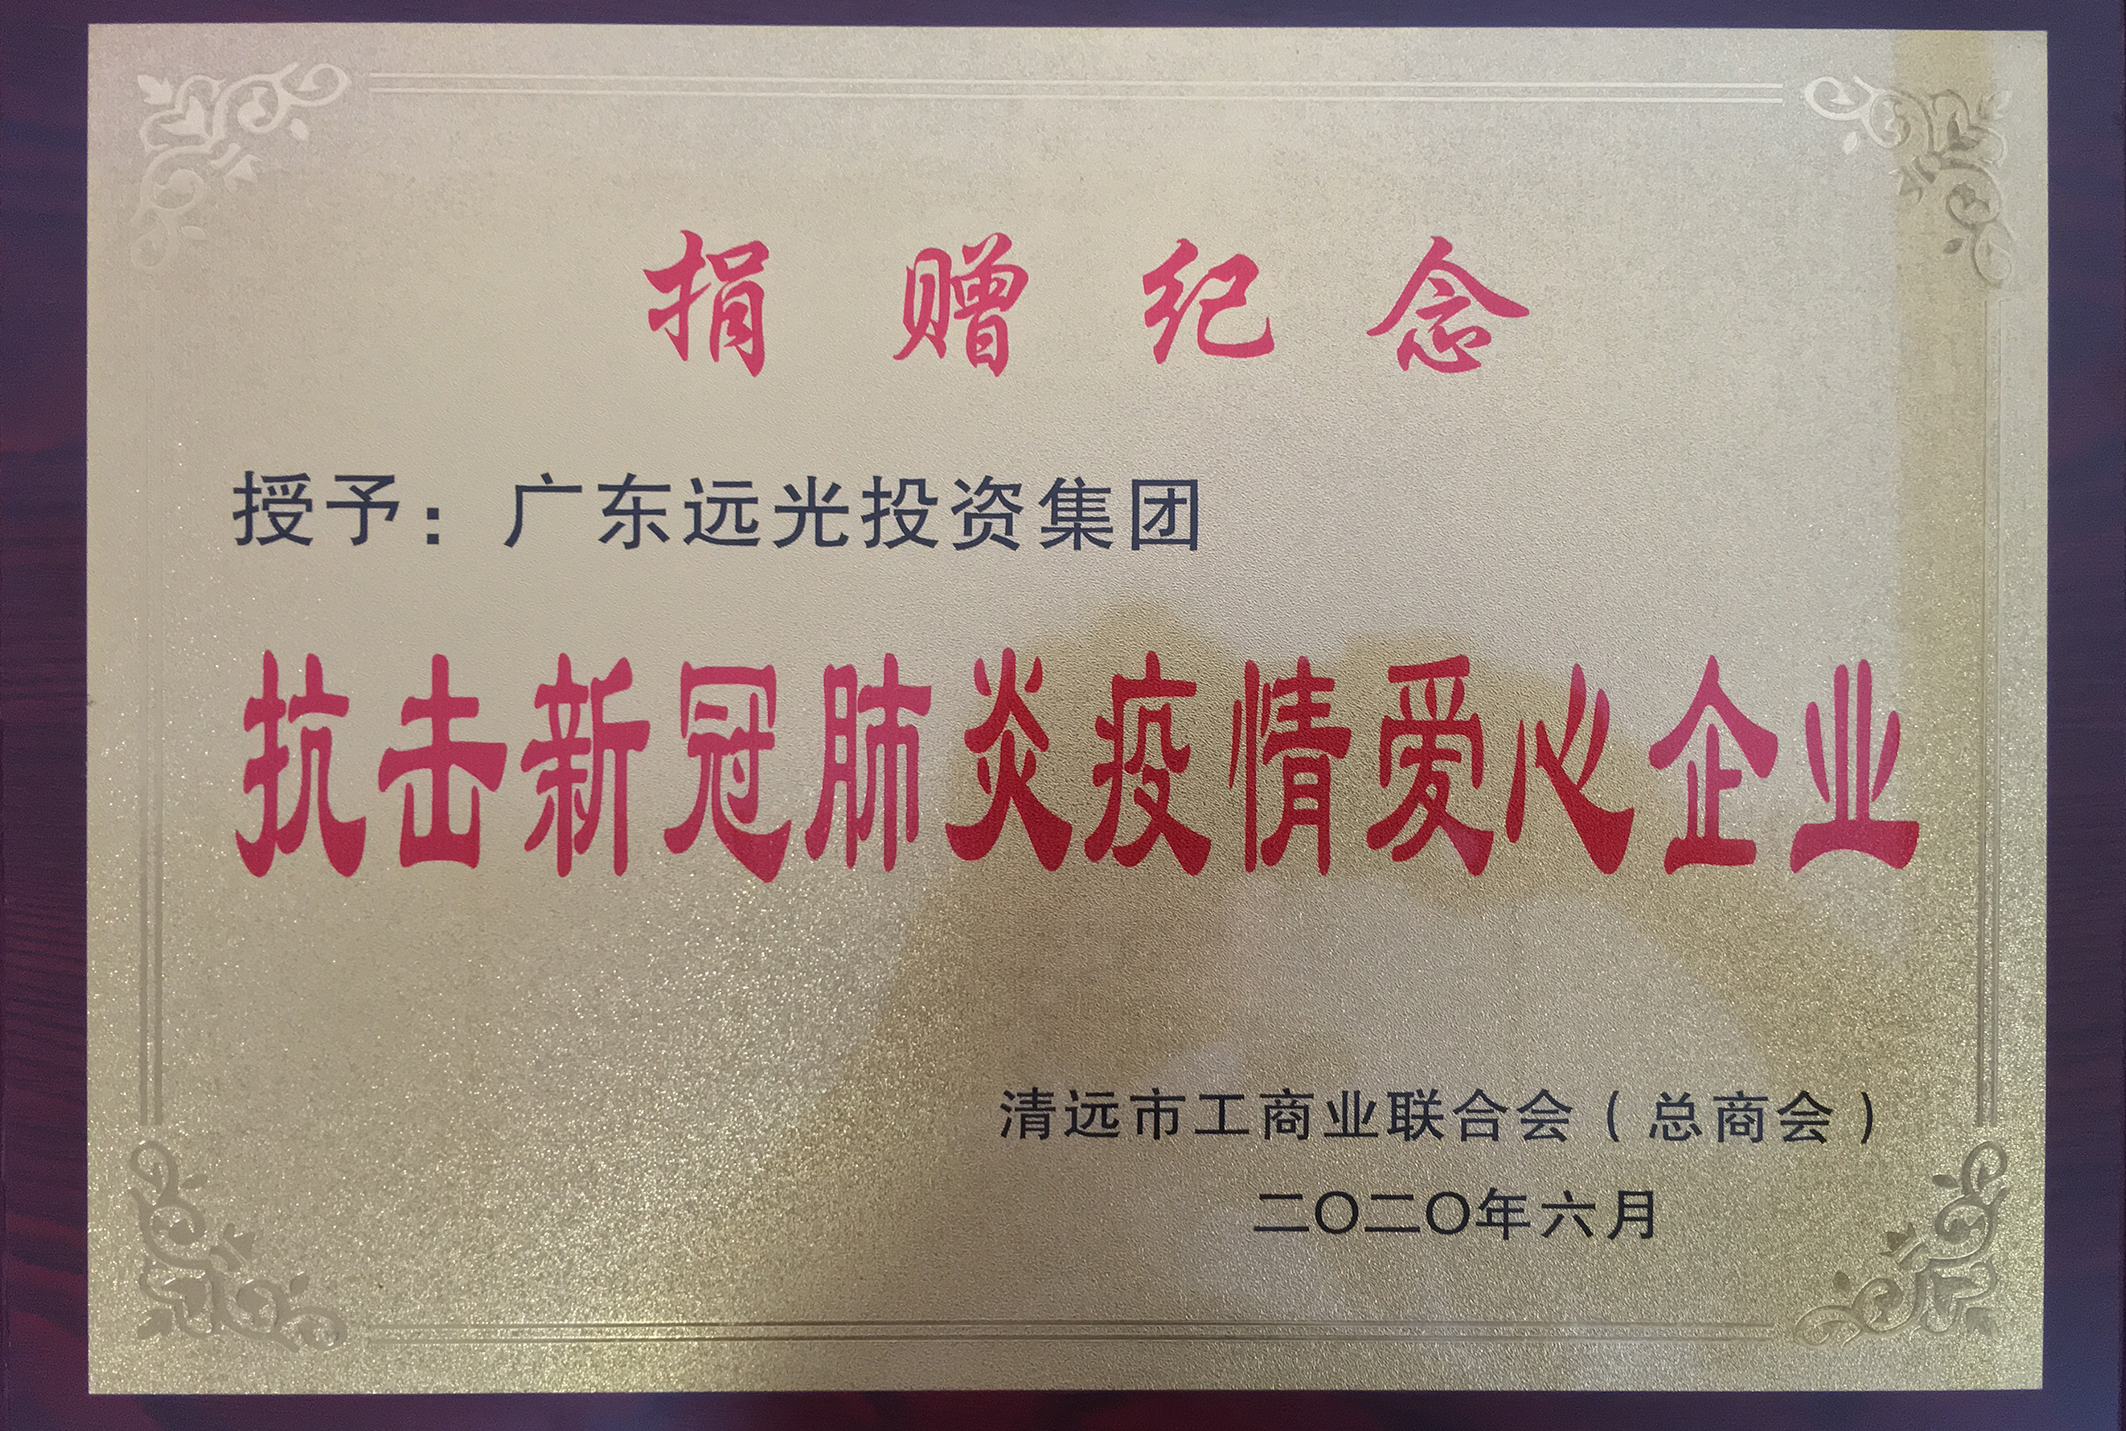 捐赠纪念
授予：广东远光投资集团
抗击新冠肺炎疫情爱心企业
清远市工商业联合会（总商会）
二〇二〇年六月